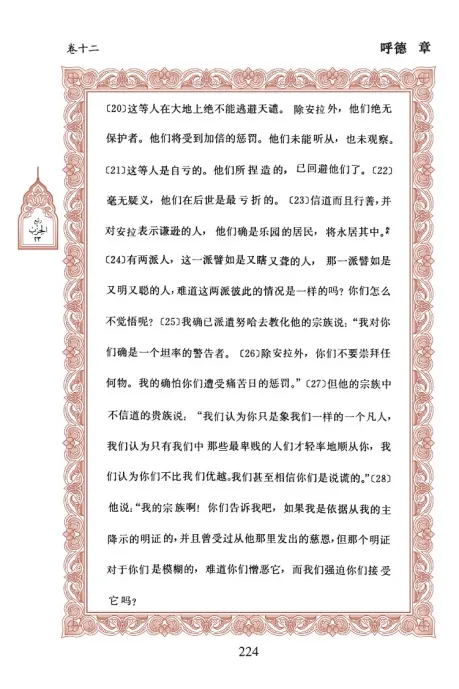 卷十二
呼德 章
〔20〕这等人在大地上绝不能逃避天谴。 除安拉外，他们绝无
保护者。他们将受到加倍的惩罚。他们未能听从，也未观察。
〔21〕这等人是自亏的。他们所捏造的，已回避他们了。〔22〕
毫无疑义，他们在后世是最亏折的。〔23〕信道而且行善，并
对安拉表示谦逊的人， 他们确是乐园的居民，将永居其中。
〔24〕有两派人，这一派譬如是又瞎又聋的人， 那一派譬如是
又明又聪的人，难道这两派彼此的情况是一样的吗？你们怎么
不觉悟呢？〔25〕我确已派遣努哈去教化他的宗族说：“我对你
们确是一个坦率的警告者。〔26〕除安拉外，你们不要崇拜任
何物。我的确怕你们遭受痛苦日的惩罚。”〔27〕但他的宗族中
不信道的贵族说： “我们认为你只是象我们一样的一个凡人，
我们认为只有我们中那些最卑贱的人们才轻率地顺从你，我
们认为你们不比我们优越。我们甚至相信你们是说谎的。”〔28〕
他说：“我的宗族啊！你们告诉我吧，如果我是依据从我的主
降示的明证的，并且曾受过从他那里发出的慈恩，但那个明证
对于你们是模糊的，难道你们憎恶它，而我们强迫你们接受
它吗？
ربع
الحزب
٢٣
224